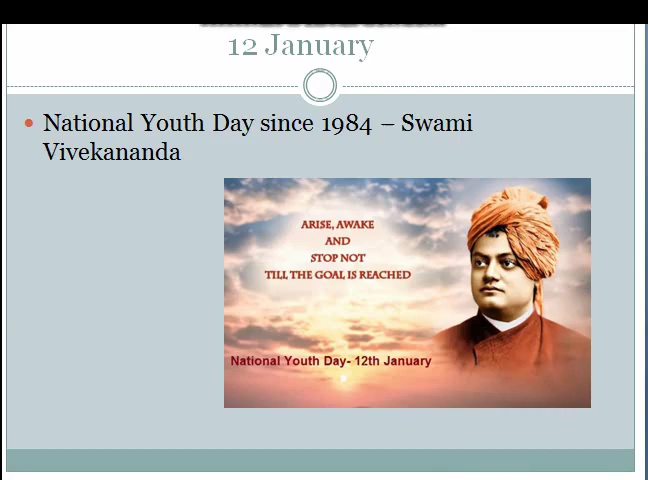 12 January
National Youth Day since 1984 – Swami
Vivekananda
ARISE, AWAKE
AND
STOP NOT
TILL THE GOAL IS REACHED
National Youth Day- 12th January